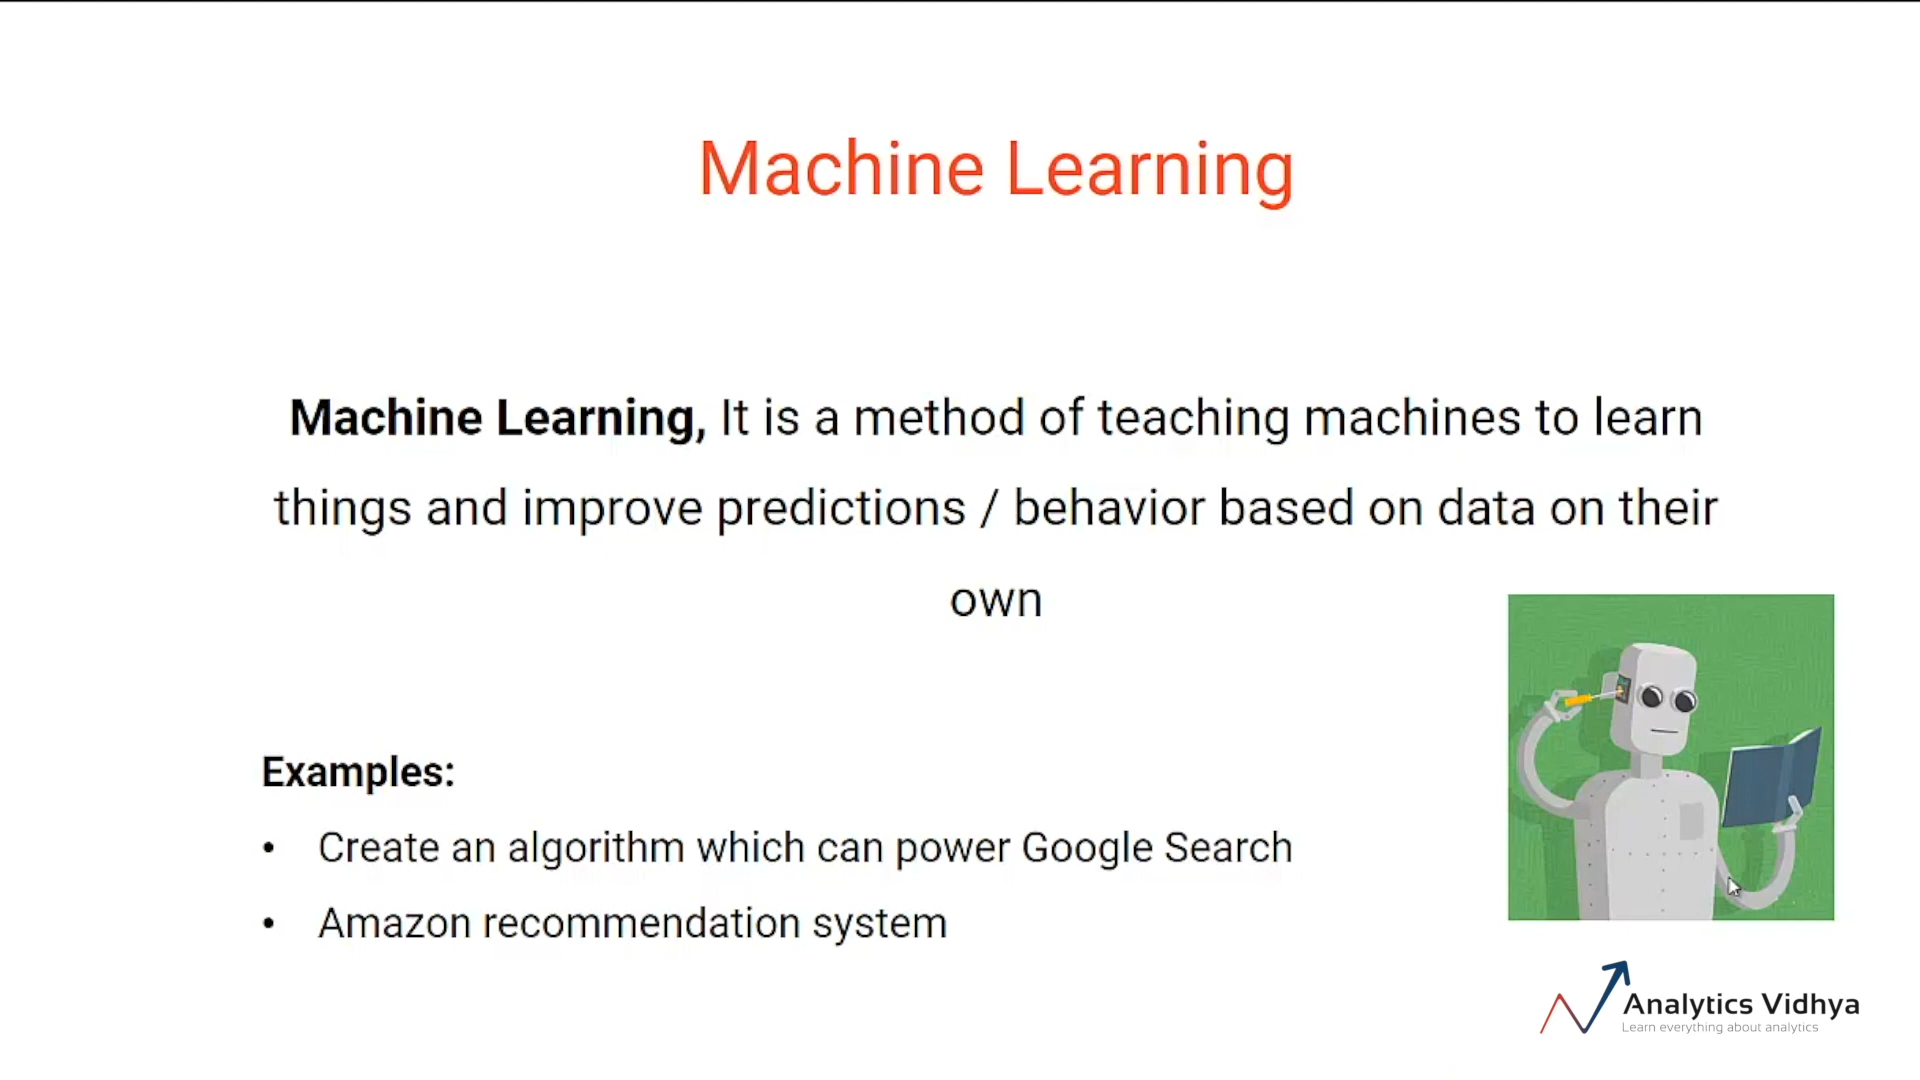 Machine Learning
Machine Learning, It is a method of teaching machines to learn
things and improve predictions / behavior based on data on their
own
Examples:
• Create an algorithm which can power Google Search
• Amazon recommendation system
Analytics Vidhya
Learn everything about analytics